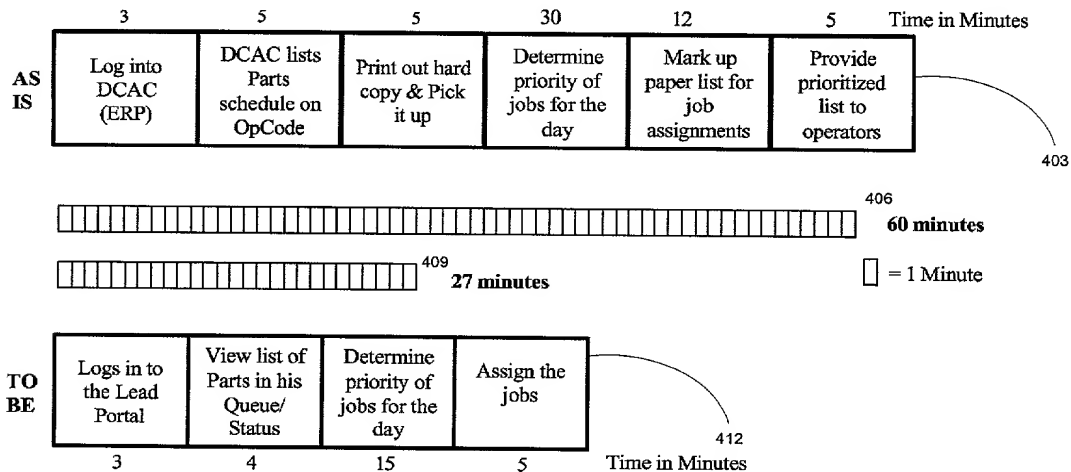 3 5 5 30 12 5 Time in Minutes
AS
IS
Log into
DCAC
(ERP)
DCAC lists
Parts
schedule on
OpCode
Print out hard
copy & Pick
it up
Determine
priority of
jobs for the
day
Mark up
paper list for
job
assignments
Provide
prioritized
list to
operators
403
406
60 minutes
409
27 minutes
= 1 Minute
TO
BE
Logs in to
the Lead
Portal
View list of
Parts in his
Queue/
Status
Determine
priority of
jobs for the
day
Assign the
jobs
412
3 4 15 5 Time in Minutes